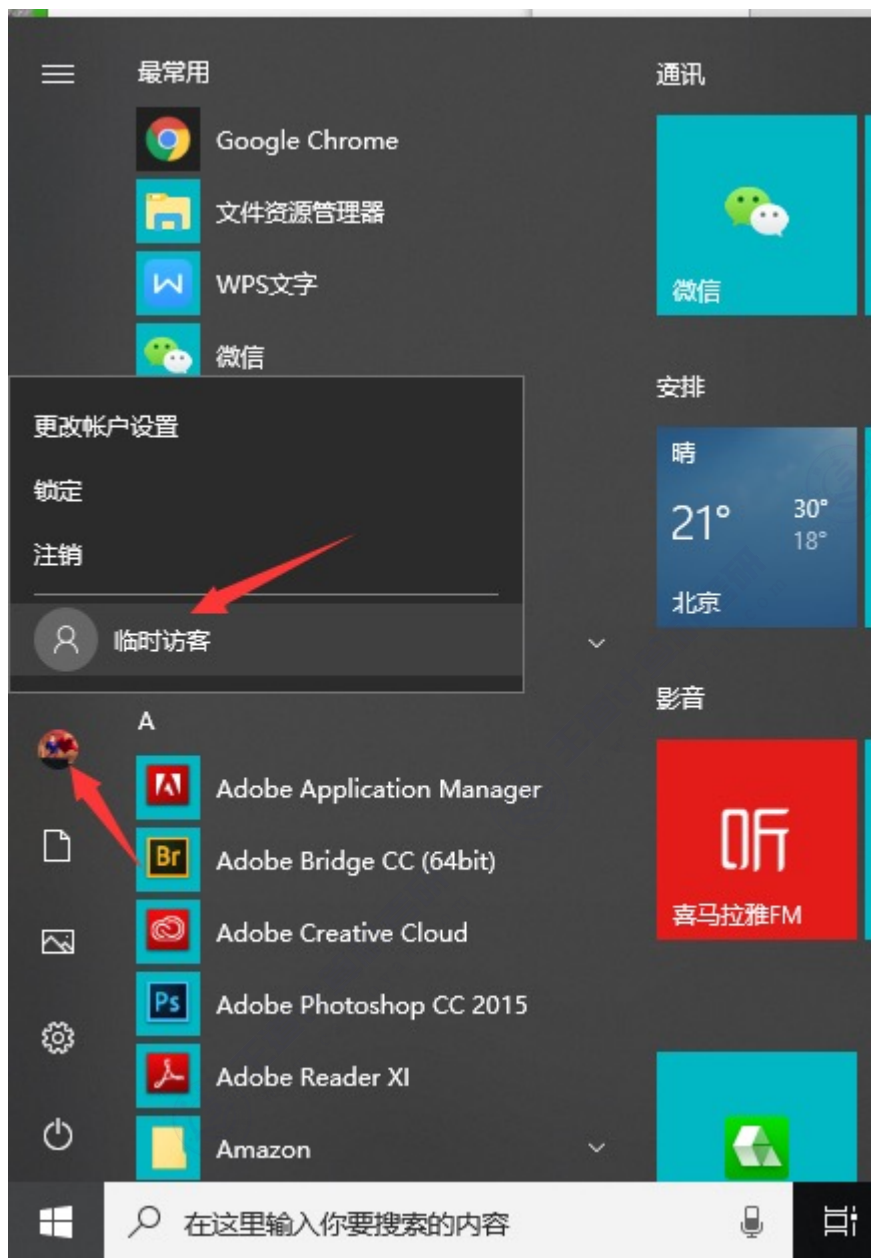 最常用
Google Chrome
文件资源管理器
WPS文字
微信
更改帐户设置
锁定
注销
临时访客
A
Adobe Application Manager
Adobe Bridge CC (64bit)
Adobe Creative Cloud
Adobe Photoshop CC 2015
Adobe Reader XI
Amazon
通讯
微信
安排
晴
21° 30°
18°
北京
影音
听
喜马拉雅FM
在这里输入你要搜索的内容